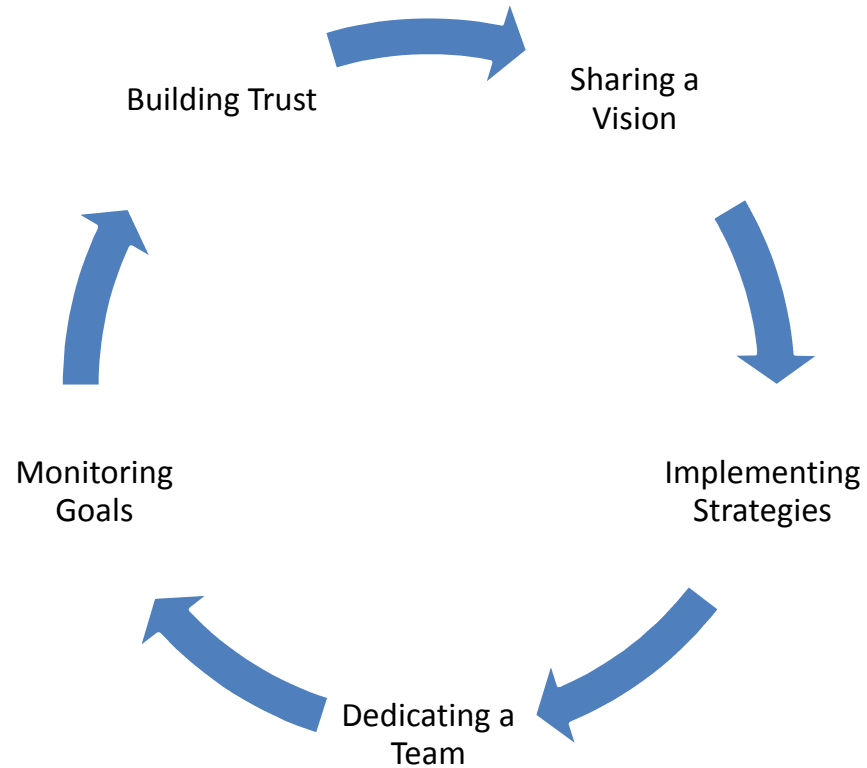 Building Trust
Sharing a
Vision
Implementing
Strategies
Dedicating a
Team
Monitoring
Goals